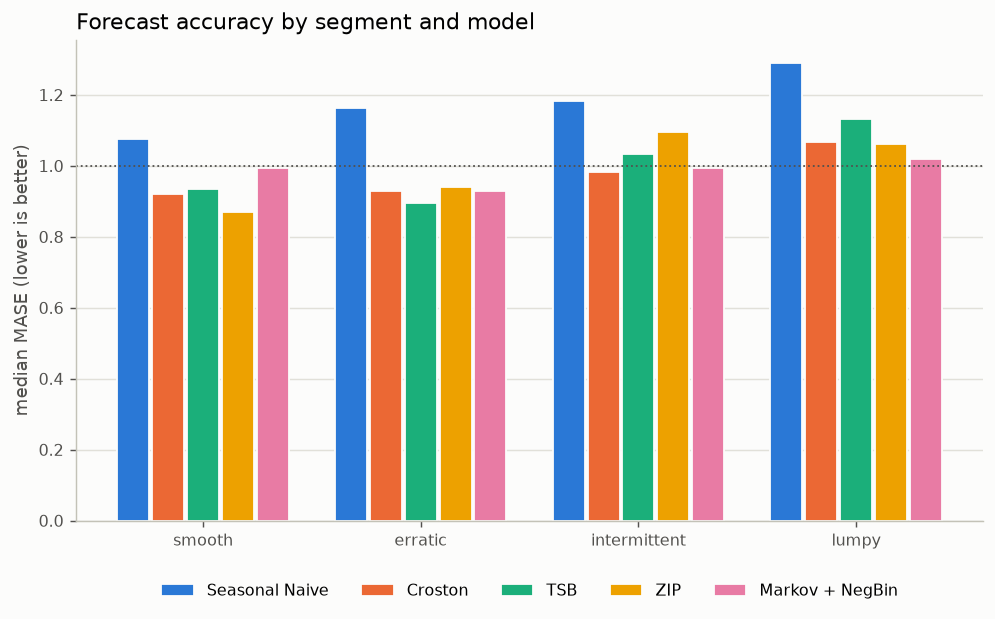 Forecast accuracy by segment and model
median MASE (lower is better)
1.2
1.0
0.8
0.6
0.4
0.2
0.0
smooth erratic intermittent lumpy
Seasonal Naive Croston TSB ZIP Markov + NegBin